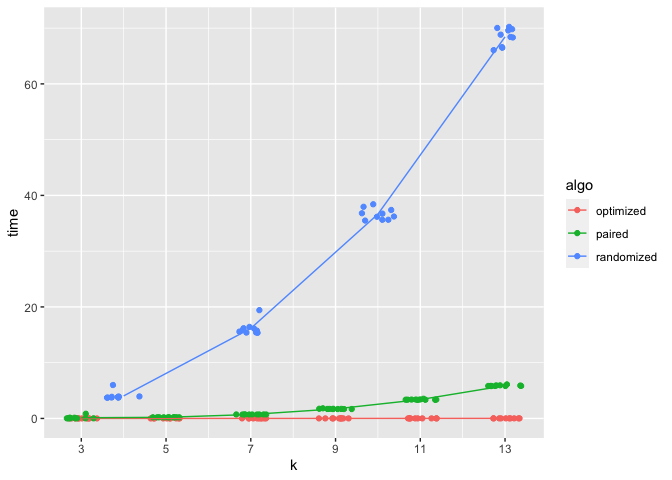 60
40
20
0
time
3 5 7 9 11 13
k
algo
optimized
paired
randomized